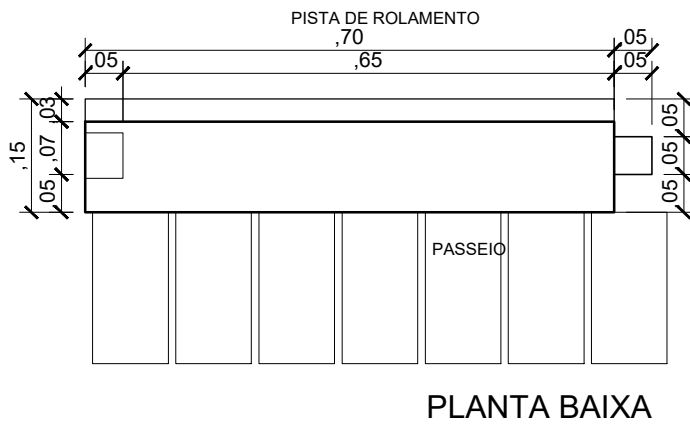 PISTA DE ROLAMENTO
,70 ,05
,05 ,65 ,05
,15 ,03 ,07 ,05
,05 ,05 ,05
PASSEIO
PLANTA BAIXA